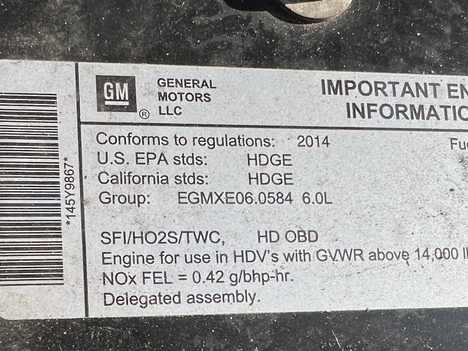 *145Y9867*
GM
®
GENERAL
MOTORS
LLC
IMPORTANT EN
INFORMATIO
Conforms to regulations: 2014 Fue
U.S. EPA stds: HDGE
California stds: HDGE
Group: EGMXE06.0584 6.0L
SFI/HO2S/TWC, HD OBD
Engine for use in HDV's with GVWR above 14,000 l
NOx FEL = 0.42 g/bhp-hr.
Delegated assembly.